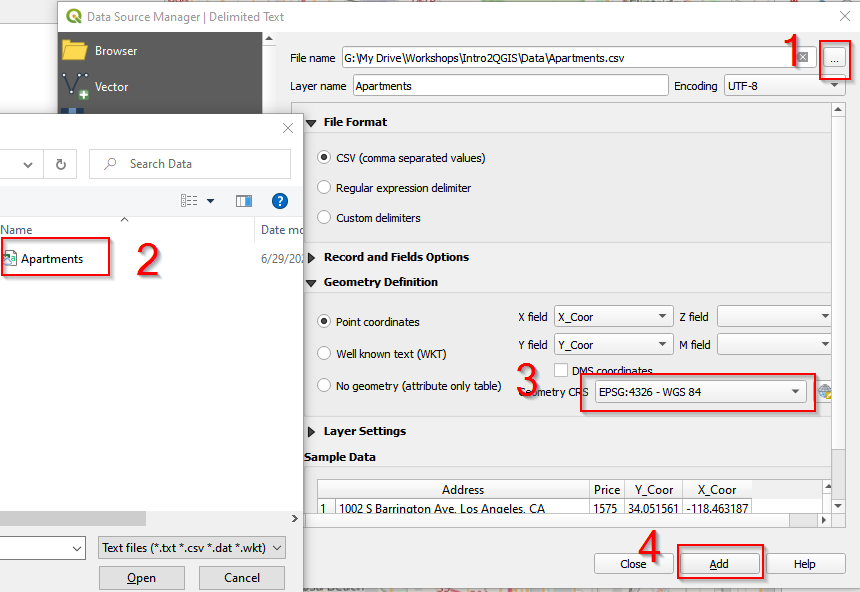 Data Source Manager | Delimited Text
Browser
Vector
File name G:\My Drive\Workshops\Intro2QGIS\Data\Apartments.csv ...
1
Layer name Apartments Encoding UTF-8
File Format
CSV (comma separated values)
Regular expression delimiter
Custom delimiters
Record and Fields Options
Geometry Definition
Point coordinates
Well known text (WKT)
No geometry (attribute only table)
X field X_Coor Z field
Y field Y_Coor M field
DMS coordinates
3
Geometry CRS EPSG:4326 - WGS 84
Layer Settings
Sample Data
Address Price Y_Coor X_Coor
1 1002 S Barrington Ave, Los Angeles, CA 1575 34.051561 -118.463187
4
Close Add Help
Search Data
?
Name Date mo
Apartments 6/29/202
2
Text files (*.txt *.csv *.dat *.wkt)
Open Cancel